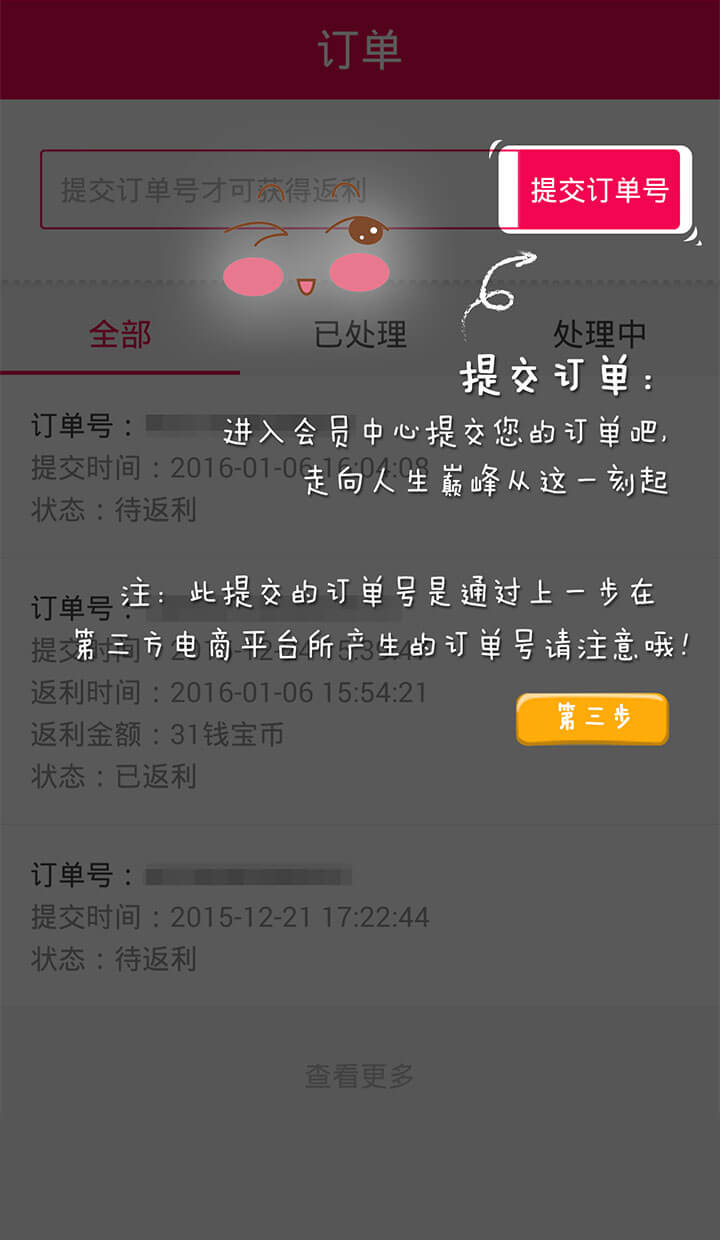 订单
提交订单号才可获得返利
提交订单号
全部
已处理
处理中
提交订单：
订单号：
进入会员中心提交您的订单吧，
提交时间：2016-01-06 16:04:08
走向人生巅峰从这一刻起
状态：待返利
注：此提交的订单号是通过上一步在
订单号：
第三方电商平台所产生的订单号请注意哦！
提交时间
返利时间：2016-01-06 15:54:21
第三步
返利金额：31钱宝币
状态：已返利
订单号：
提交时间：2015-12-21 17:22:44
状态：待返利
查看更多